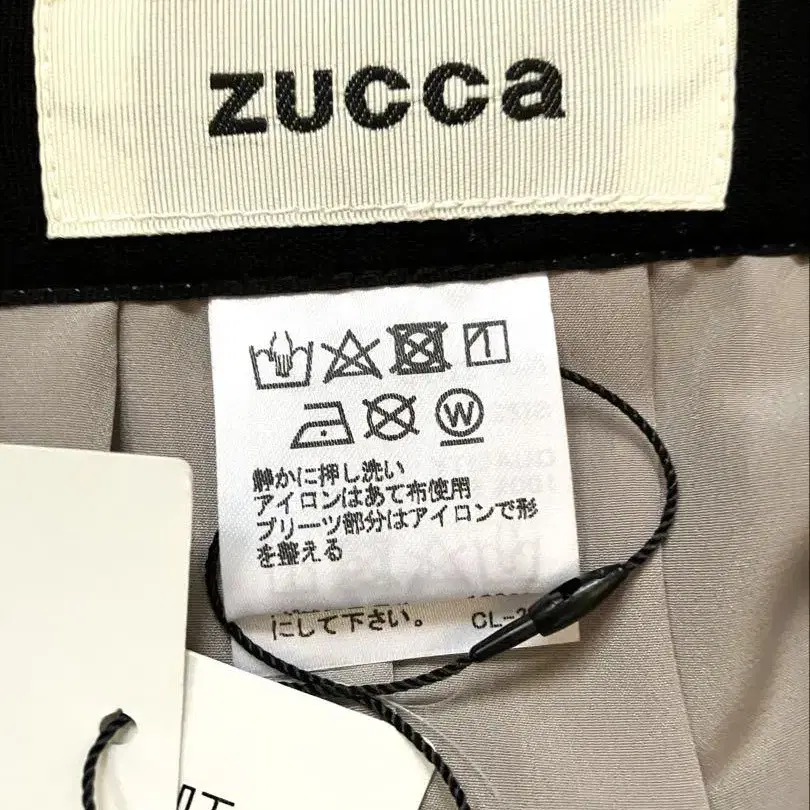 zucca
W
静かに押し洗い
アイロンはあて布使用
プリーツ部分はアイロンで形
を整える
にして下さい。